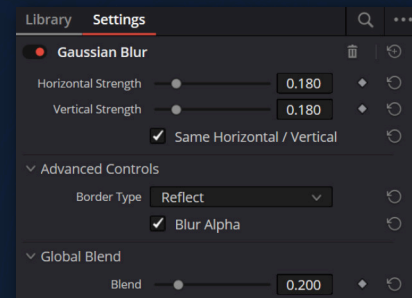 Library Settings
Gaussian Blur
Horizontal Strength 0.180
Vertical Strength 0.180
Same Horizontal / Vertical
Advanced Controls
Border Type Reflect
Blur Alpha
Global Blend
Blend 0.200